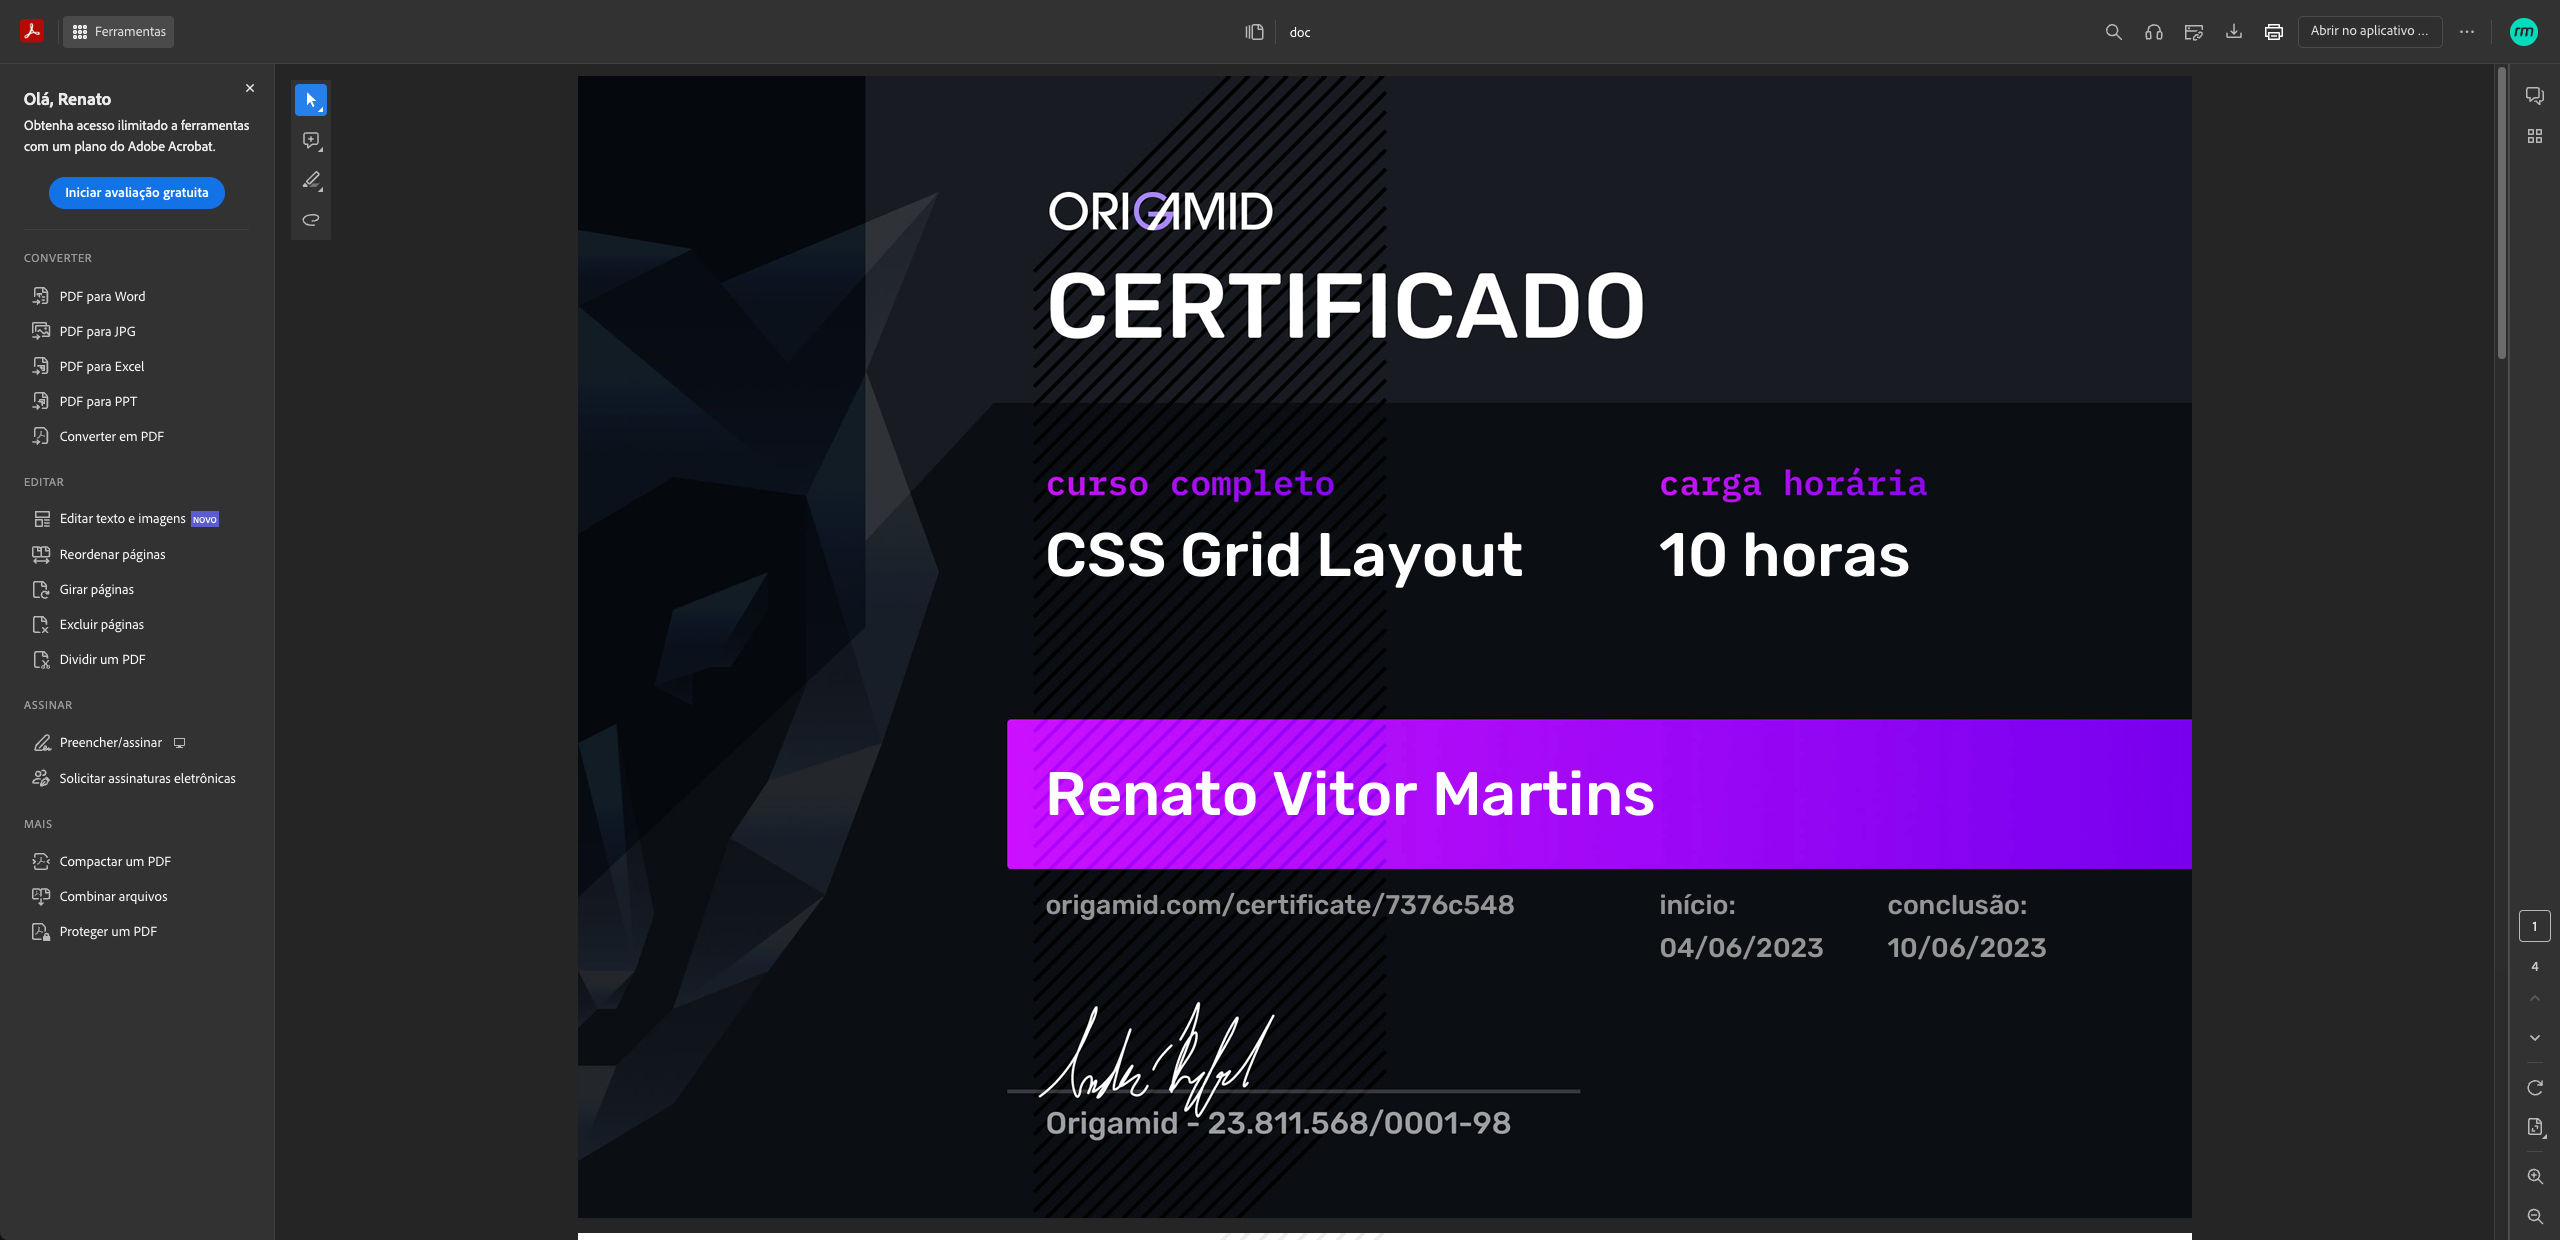 Ferramentas
doc
Abrir no aplicativo ...
rm
Olá, Renato
Obtenha acesso ilimitado a ferramentas
com um plano do Adobe Acrobat.
Iniciar avaliação gratuita
CONVERTER
PDF para Word
PDF para JPG
PDF para Excel
PDF para PPT
Converter em PDF
EDITAR
Editar texto e imagens NOVO
Reordenar páginas
Girar páginas
Excluir páginas
Dividir um PDF
ASSINAR
Preencher/assinar
Solicitar assinaturas eletrônicas
MAIS
Compactar um PDF
Combinar arquivos
Proteger um PDF
ORIGAMID
CERTIFICADO
curso completo
CSS Grid Layout
carga horária
10 horas
Renato Vitor Martins
origamid.com/certificate/7376c548
início:
04/06/2023
conclusão:
10/06/2023
Origamid - 23.811.568/0001-98
1
4